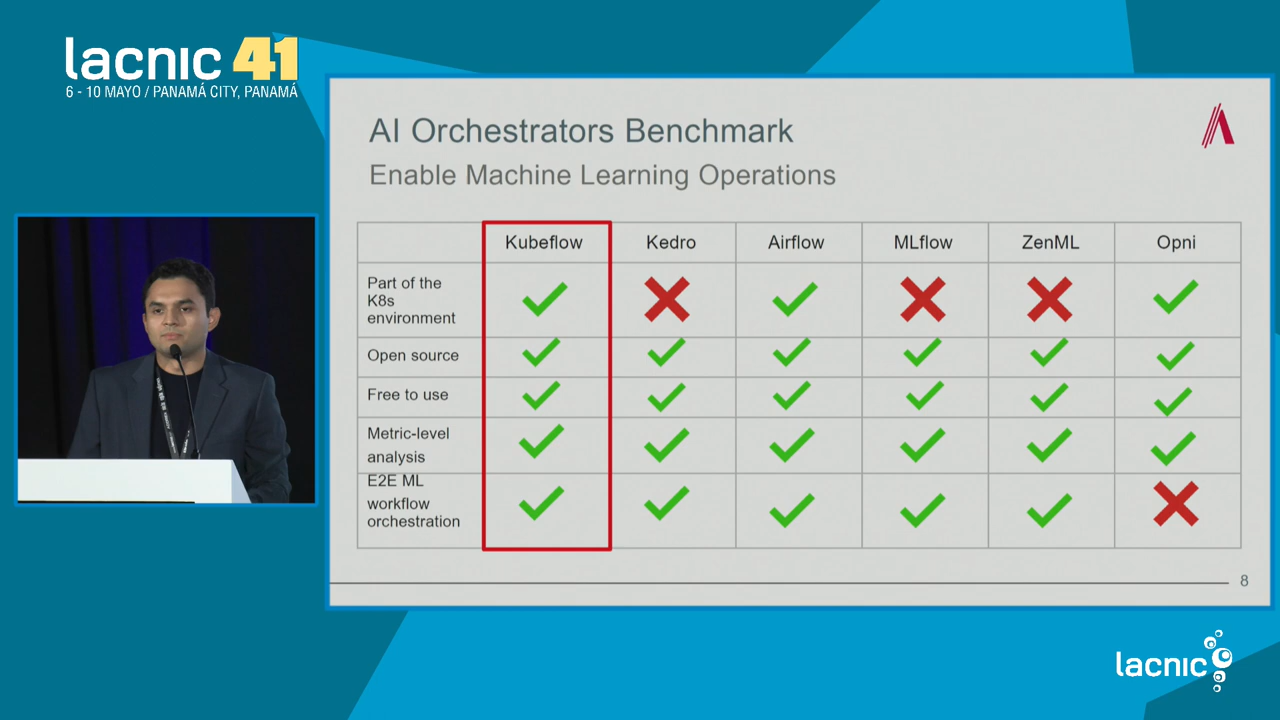 lacnic 41
6 - 10 MAYO / PANAMÁ CITY, PANAMÁ
AI Orchestrators Benchmark
Enable Machine Learning Operations
Kubeflow Kedro Airflow MLflow ZenML Opni
Part of the
K8s
environment
Open source
Free to use
Metric-level
analysis
E2E ML
workflow
orchestration
8
lacnic